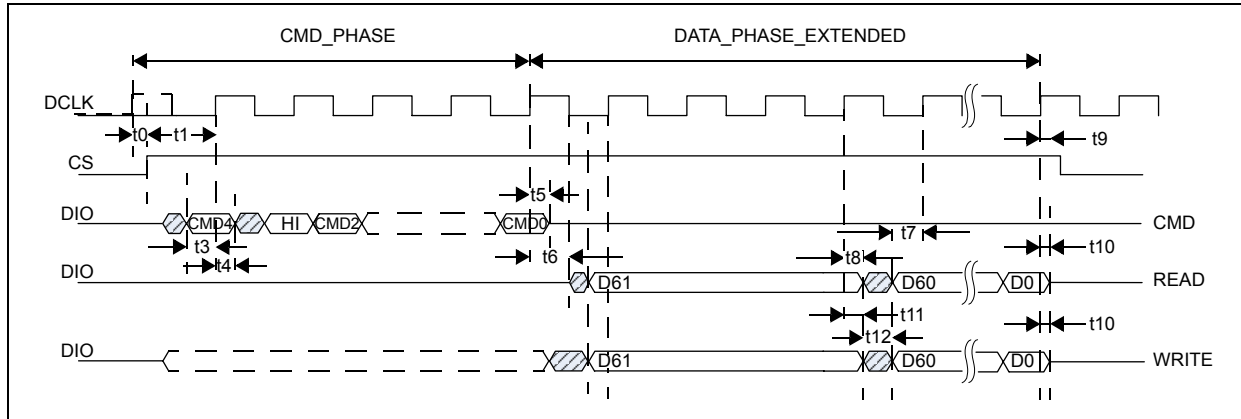 CMD_PHASE DATA_PHASE_EXTENDED
DCLK
t0 t1 t9
CS
t5
DIO CMD4 HI CMD2 CMD0 CMD
t3 t7
t6 t8 t10
t4
DIO D61 D60 D0 READ
t11
t12 t10
DIO D61 D60 D0 WRITE